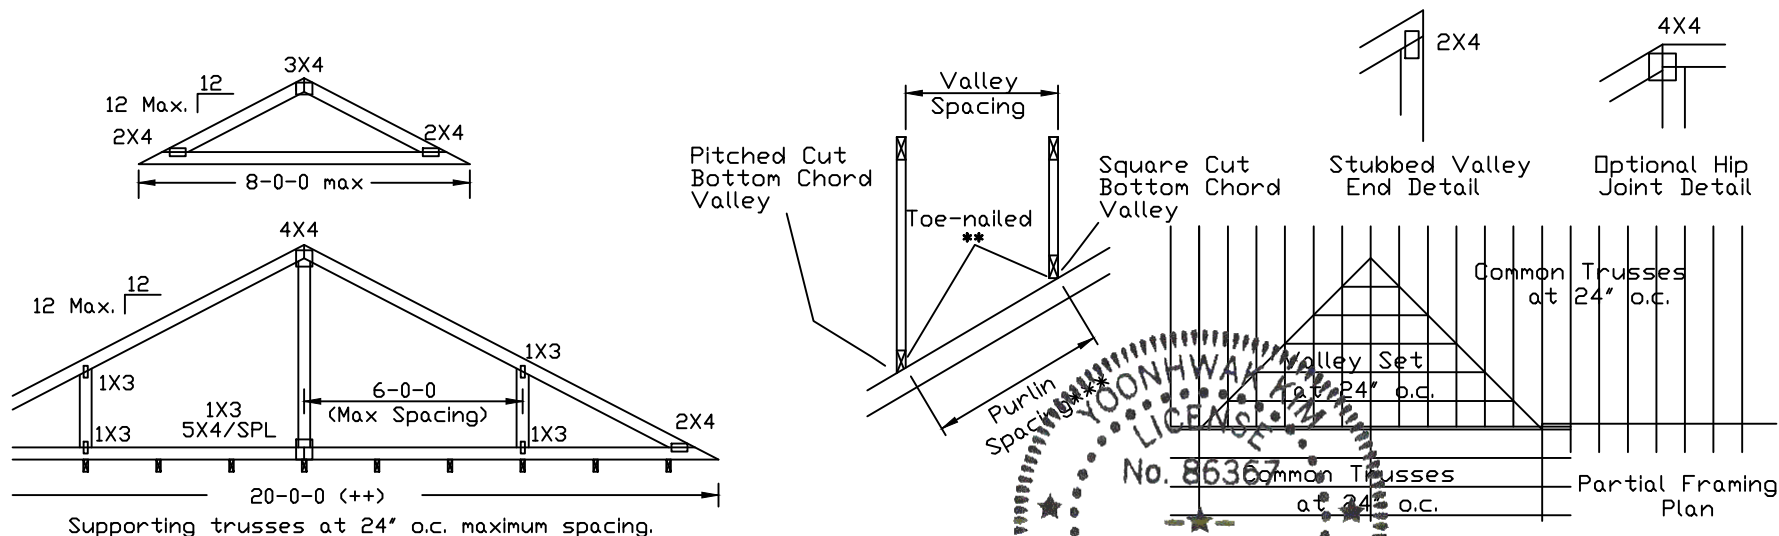 3X4
12
12 Max.
2X4
2X4
8-0-0 max
4X4
12
12 Max.
1X3
1X3
6-0-0
(Max Spacing)
1X3
5X4/SPL
1X3
1X3
2X4
20-0-0 (++)
Supporting trusses at 24" o.c. maximum spacing.
Valley
Spacing
Pitched Cut
Bottom Chord
Valley
Square Cut
Bottom Chord
Valley
Toe-nailed
**
Purlin
Spacing***
2X4
Stubbed Valley
End Detail
4X4
Optional Hip
Joint Detail
Common Trusses
at 24" o.c.
Valley Set
at 24" o.c.
Common Trusses
at 24" o.c.
Partial Framing
Plan
YOONHWAK KIM
LICENSE
No. 86367